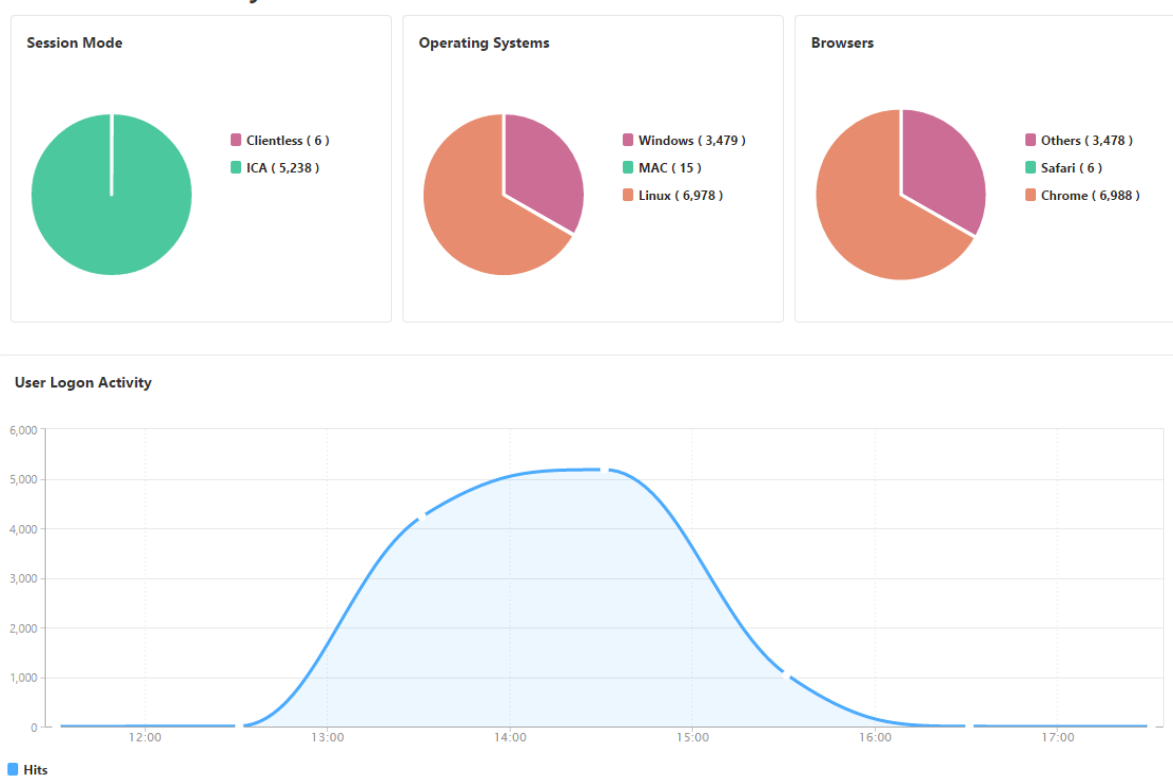 Session Mode
Clientless ( 6 )
ICA ( 5,238 )
Operating Systems
Windows ( 3,479 )
MAC ( 15 )
Linux ( 6,978 )
Browsers
Others ( 3,478 )
Safari ( 6 )
Chrome ( 6,988 )
User Logon Activity
6,000
5,000
4,000
3,000
2,000
1,000
0
12:00 13:00 14:00 15:00 16:00 17:00
Hits